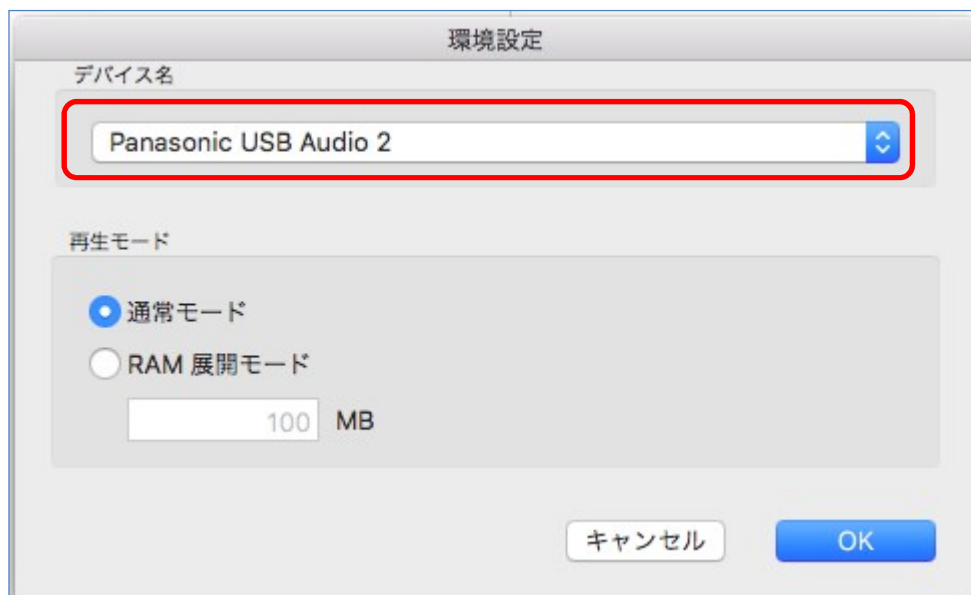 環境設定
デバイス名
Panasonic USB Audio 2
再生モード
通常モード
RAM 展開モード
100 MB
キャンセル OK